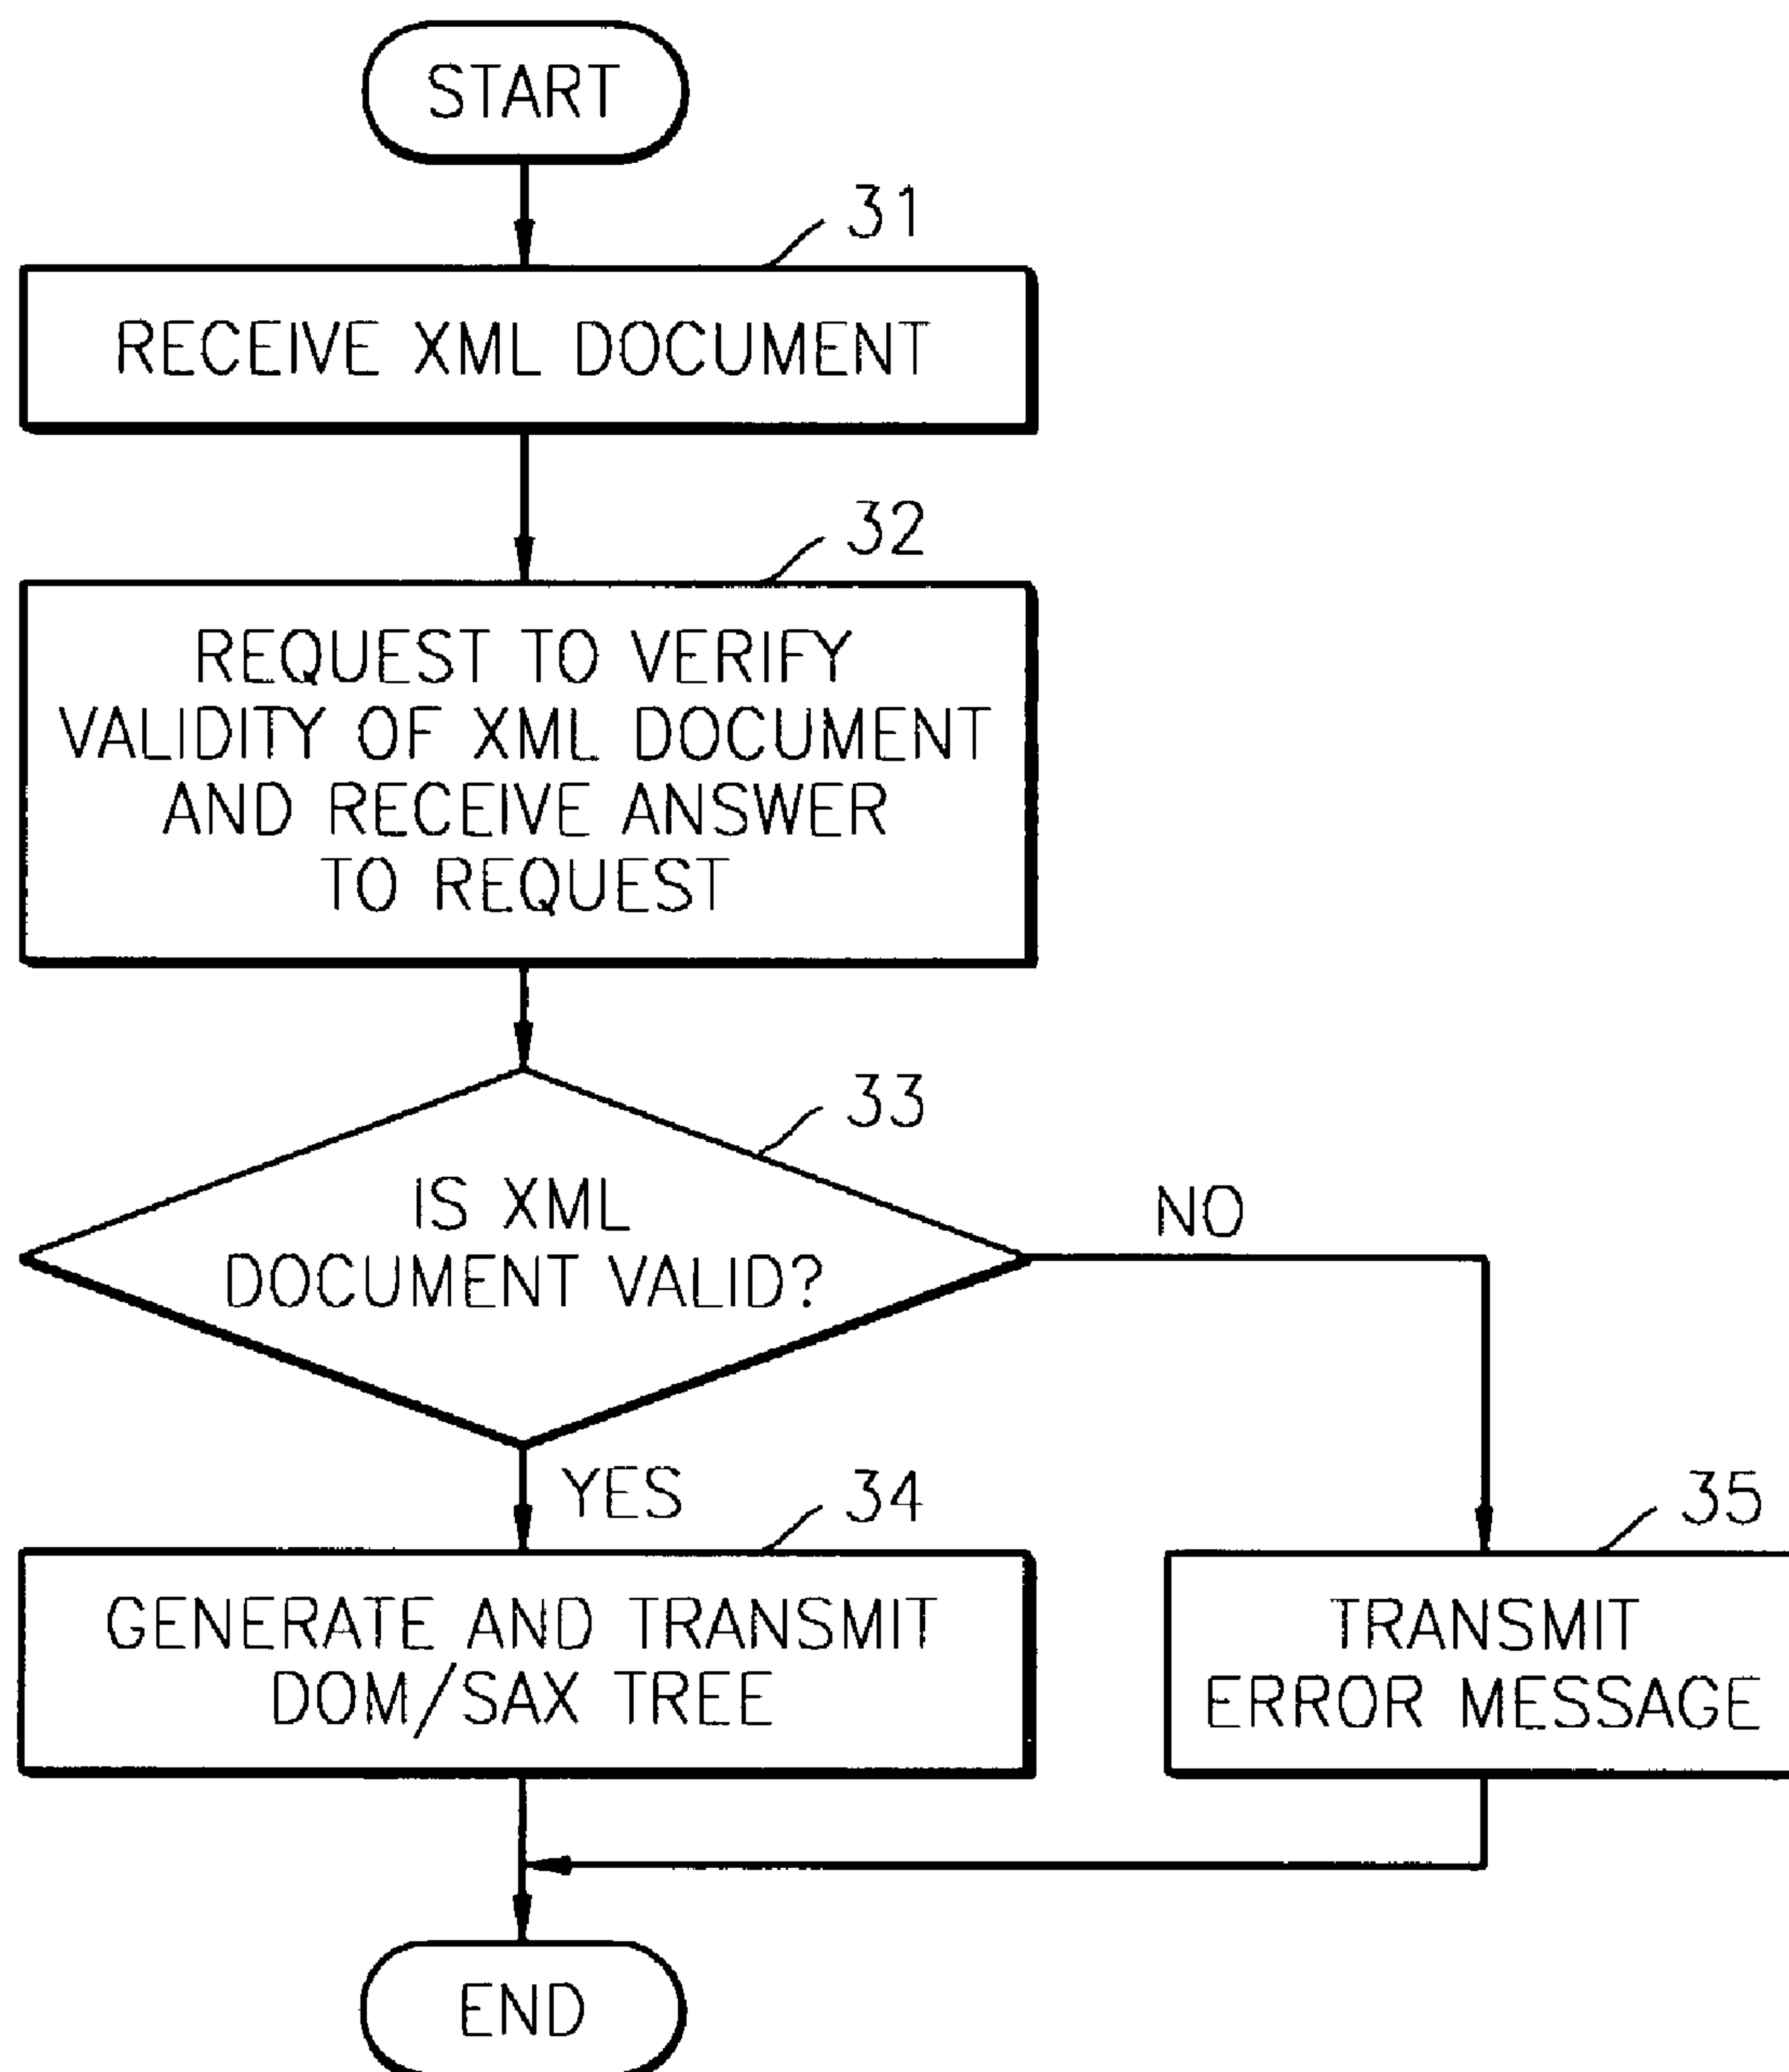 START
31
RECEIVE XML DOCUMENT
32
REQUEST TO VERIFY
VALIDITY OF XML DOCUMENT
AND RECEIVE ANSWER
TO REQUEST
33
IS XML
DOCUMENT VALID?
NO
YES
34
35
GENERATE AND TRANSMIT
DOM/SAX TREE
TRANSMIT
ERROR MESSAGE
END